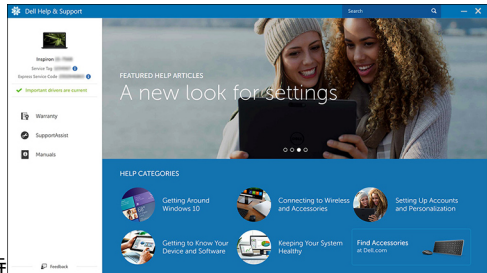 Dell Help & Support
Search
Inspiron
Service Tag
Express Service Code
Important drivers are current
Warranty
SupportAssist
Manuals
Feedback
FEATURED HELP ARTICLES
A new look for settings
HELP CATEGORIES
Getting Around
Windows 10
Connecting to Wireless
and Accessories
Setting Up Accounts
and Personalization
Getting to Know Your
Device and Software
Keeping Your System
Healthy
Find Accessories
at Dell.com